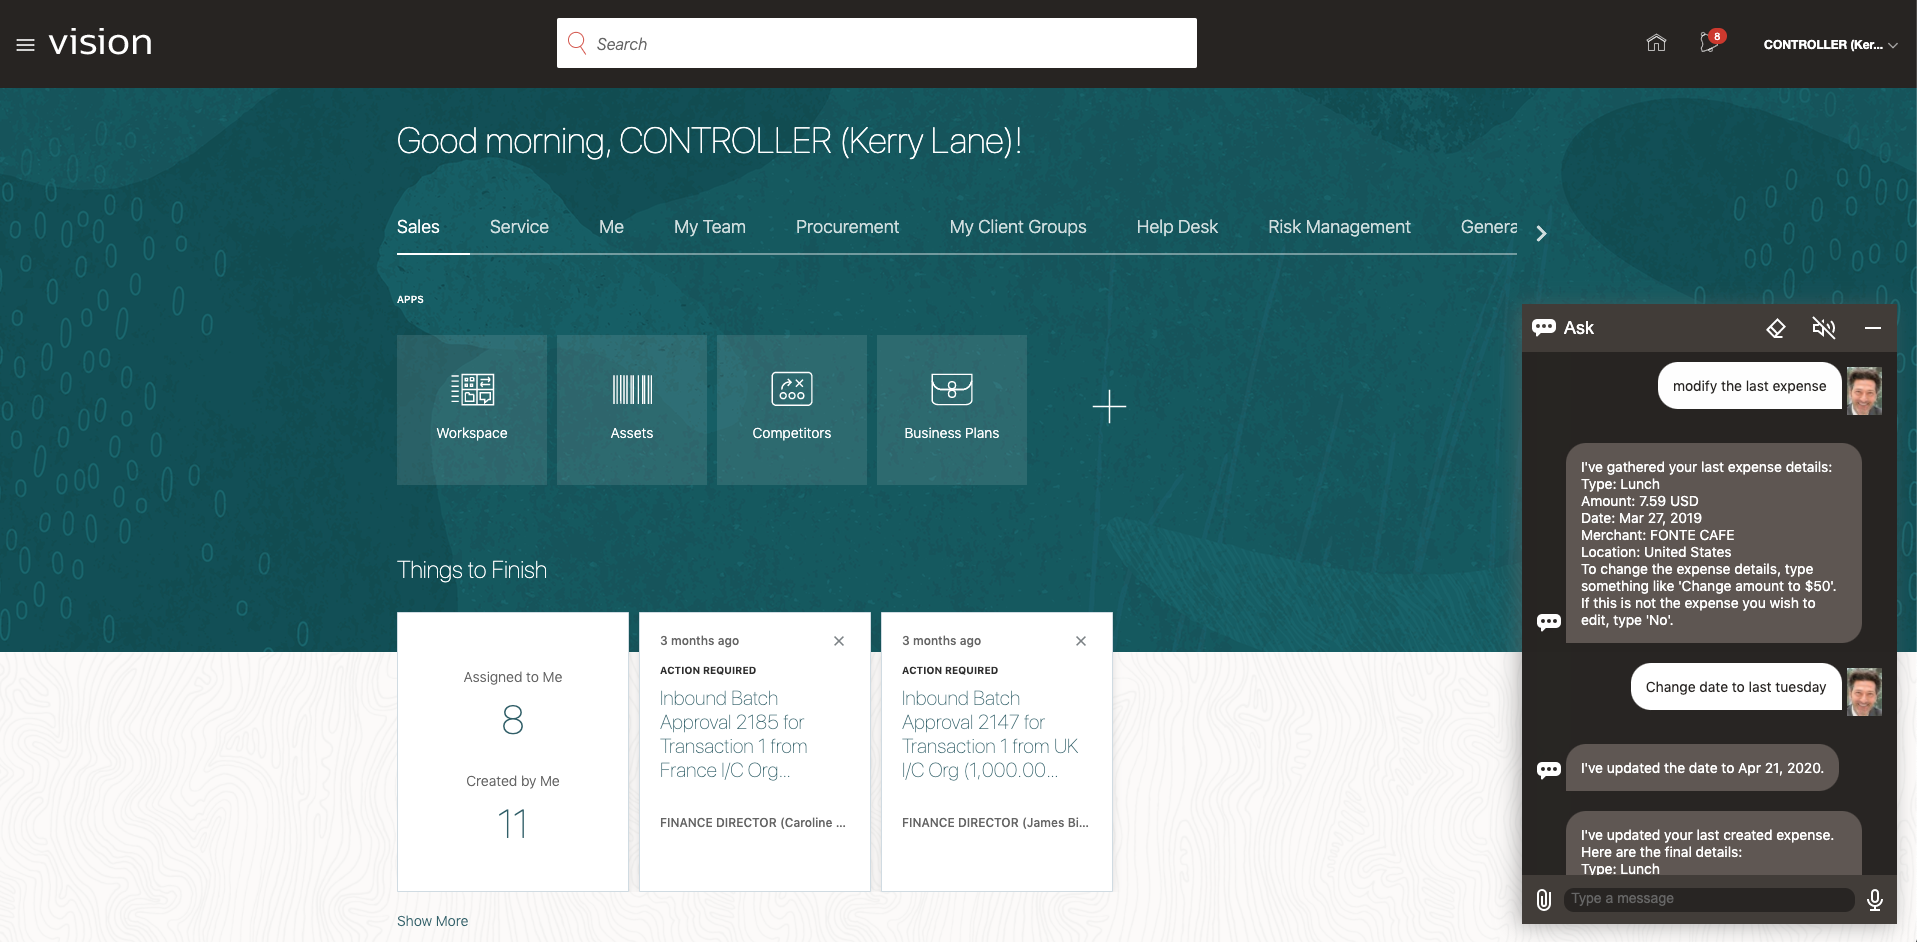 vision
Search
8
CONTROLLER (Ker...
Good morning, CONTROLLER (Kerry Lane)!
Sales
Service
Me
My Team
Procurement
My Client Groups
Help Desk
Risk Management
Genera
APPS
Workspace
Assets
Competitors
Business Plans
Things to Finish
Assigned to Me
8
Created by Me
11
3 months ago
ACTION REQUIRED
Inbound Batch
Approval 2185 for
Transaction 1 from
France I/C Org...
FINANCE DIRECTOR (Caroline ...
3 months ago
ACTION REQUIRED
Inbound Batch
Approval 2147 for
Transaction 1 from UK
I/C Org (1,000.00...
FINANCE DIRECTOR (James Bi...
Show More
Ask
modify the last expense
I've gathered your last expense details:
Type: Lunch
Amount: 7.59 USD
Date: Mar 27, 2019
Merchant: FONTE CAFE
Location: United States
To change the expense details, type
something like 'Change amount to $50'.
If this is not the expense you wish to
edit, type 'No'.
Change date to last tuesday
I've updated the date to Apr 21, 2020.
I've updated your last created expense.
Here are the final details:
Type: Lunch
Type a message